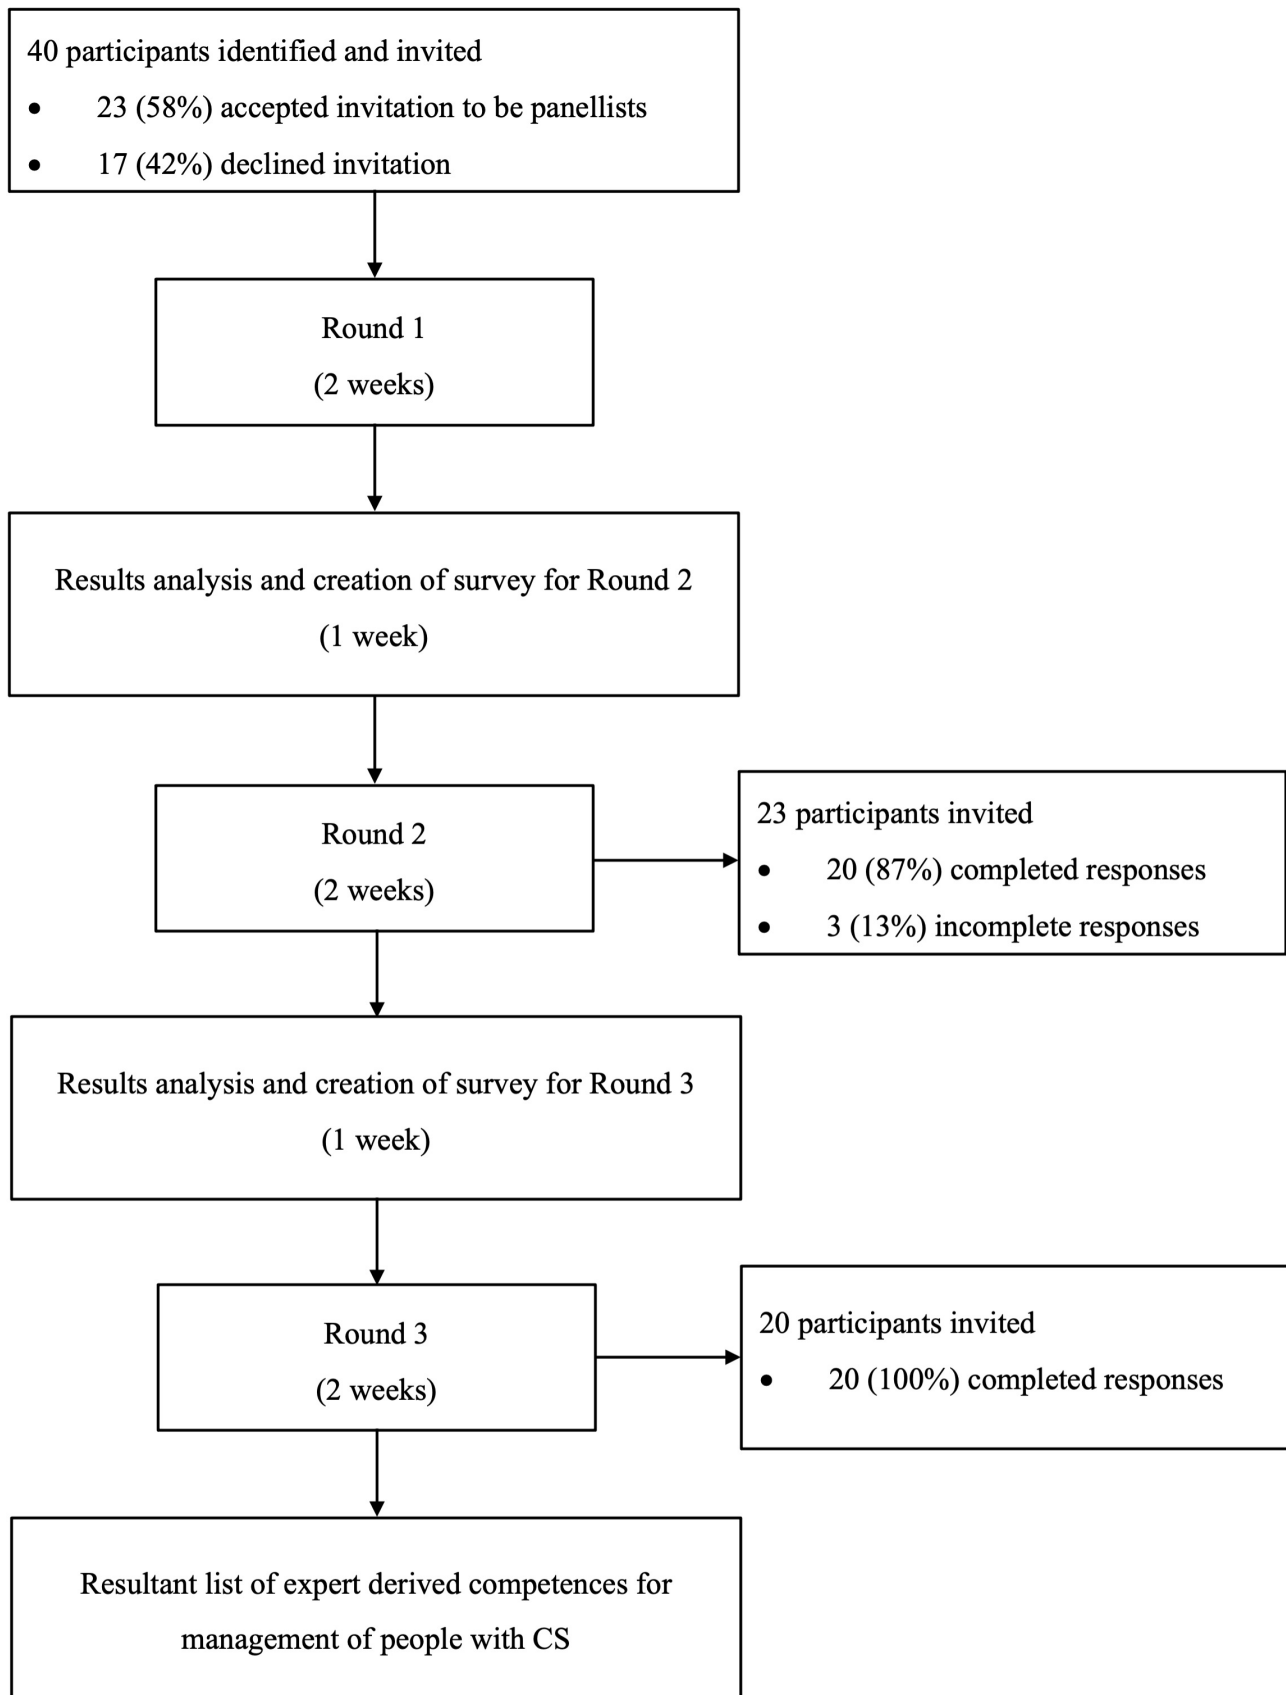 40 participants identified and invited
• 23 (58%) accepted invitation to be panellists
• 17 (42%) declined invitation
Round 1
(2 weeks)
Results analysis and creation of survey for Round 2
(1 week)
Round 2
(2 weeks)
23 participants invited
• 20 (87%) completed responses
• 3 (13%) incomplete responses
Results analysis and creation of survey for Round 3
(1 week)
Round 3
(2 weeks)
20 participants invited
• 20 (100%) completed responses
Resultant list of expert derived competences for
management of people with CS